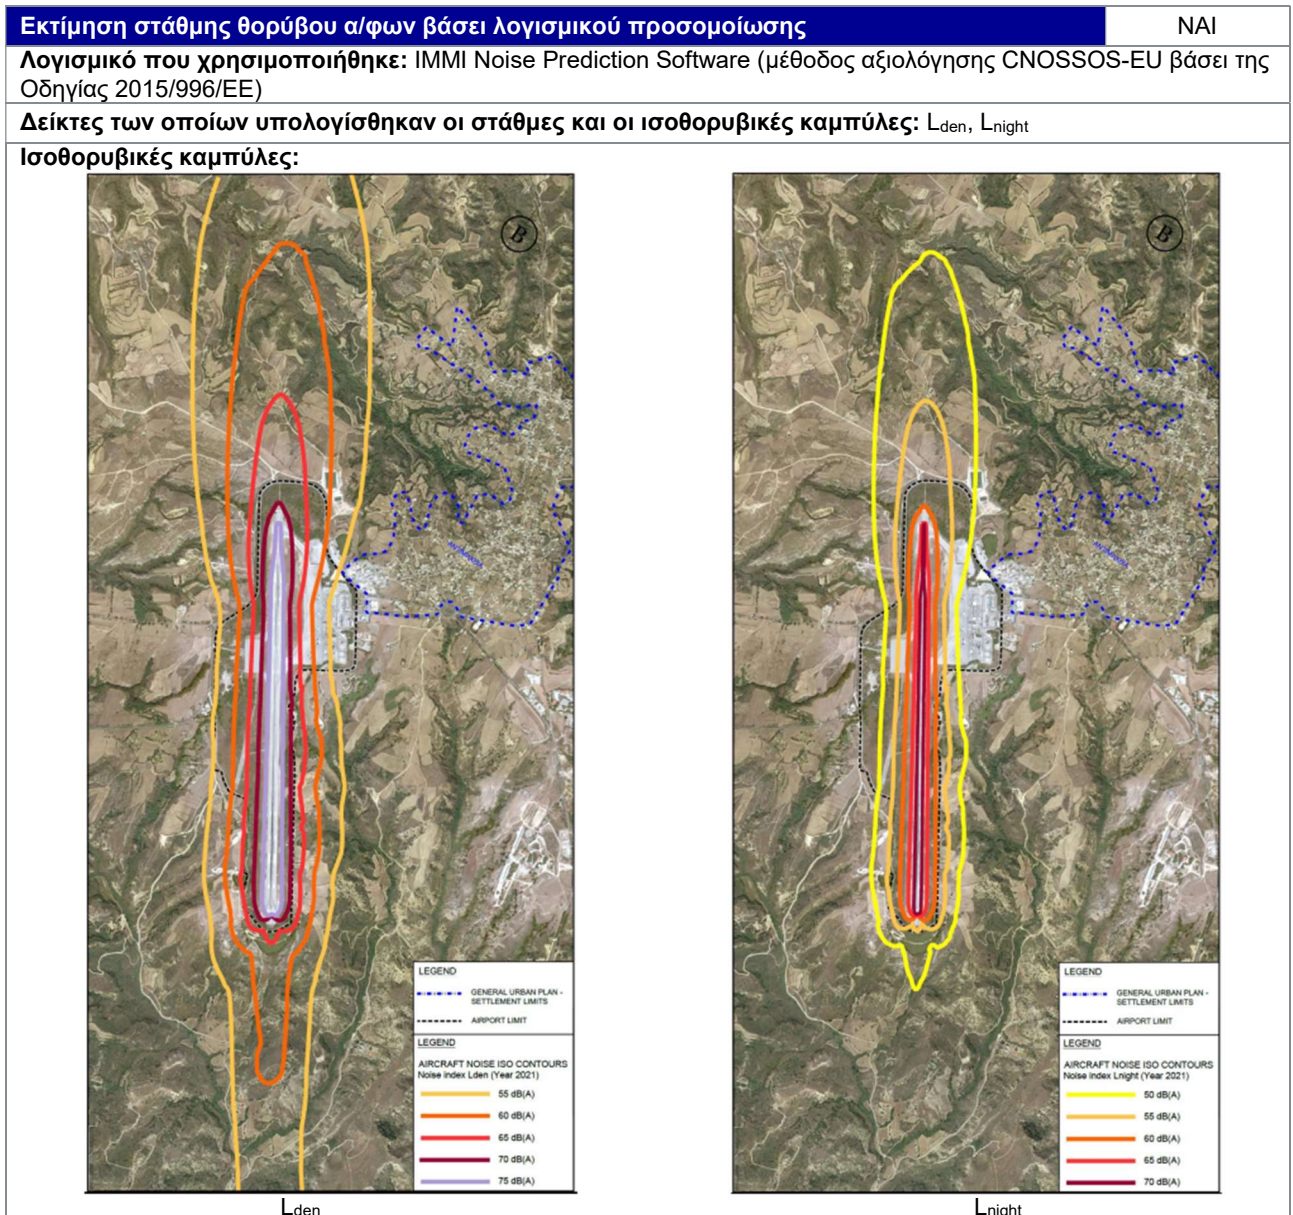 Εκτίμηση στάθμης θορύβου α/φων βάσει λογισμικού προσομοίωσης ΝΑΙ
Λογισμικό που χρησιμοποιήθηκε: IMMI Noise Prediction Software (μέθοδος αξιολόγησης CNOSSOS-EU βάσει της
Οδηγίας 2015/996/ΕΕ)
Δείκτες των οποίων υπολογίσθηκαν οι στάθμες και οι ισοθορυβικές καμπύλες: Lden, Lnight
Ισοθορυβικές καμπύλες:
B
LEGEND
GENERAL URBAN PLAN -
SETTLEMENT LIMITS
AIRPORT LIMIT
LEGEND
AIRCRAFT NOISE ISO CONTOURS
Noise index Lden (Year 2021)
55 dB(A)
60 dB(A)
65 dB(A)
70 dB(A)
75 dB(A)
Lden
B
LEGEND
GENERAL URBAN PLAN -
SETTLEMENT LIMITS
AIRPORT LIMIT
LEGEND
AIRCRAFT NOISE ISO CONTOURS
Noise index Lnight (Year 2021)
50 dB(A)
55 dB(A)
60 dB(A)
65 dB(A)
70 dB(A)
Lnight